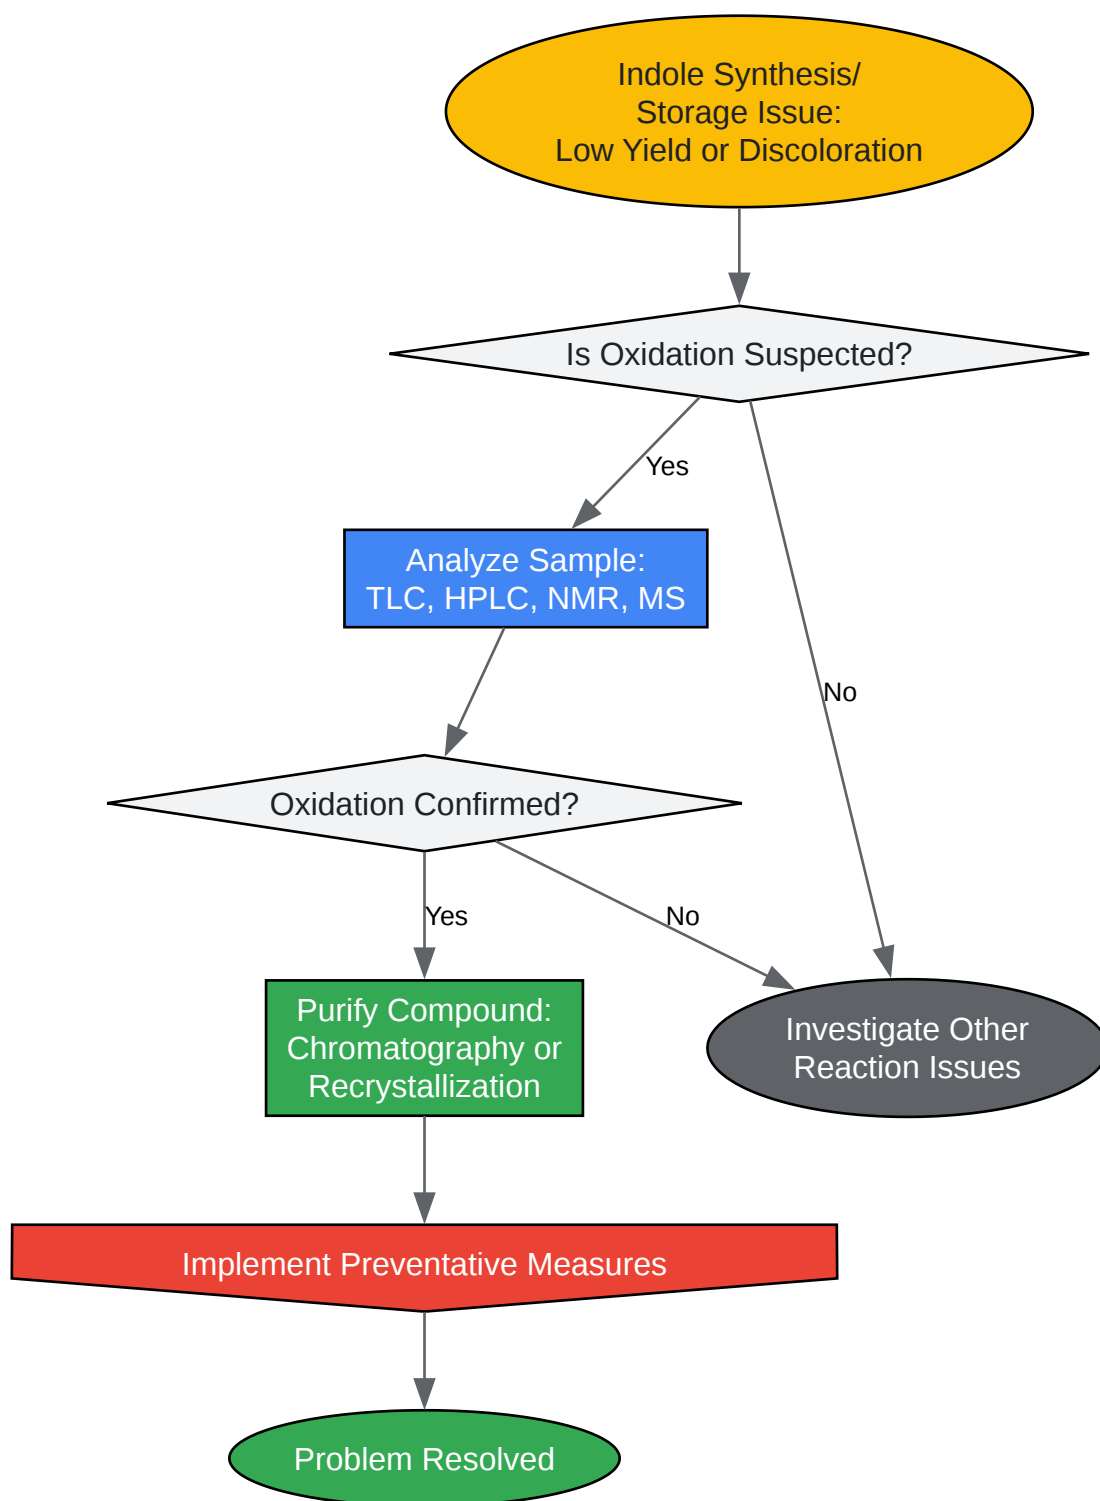 Indole Synthesis/
Storage Issue:
Low Yield or Discoloration
Is Oxidation Suspected?
Yes
Analyze Sample:
TLC, HPLC, NMR, MS
No
Oxidation Confirmed?
Yes
No
Purify Compound:
Chromatography or
Recrystallization
Investigate Other
Reaction Issues
Implement Preventative Measures
Problem Resolved